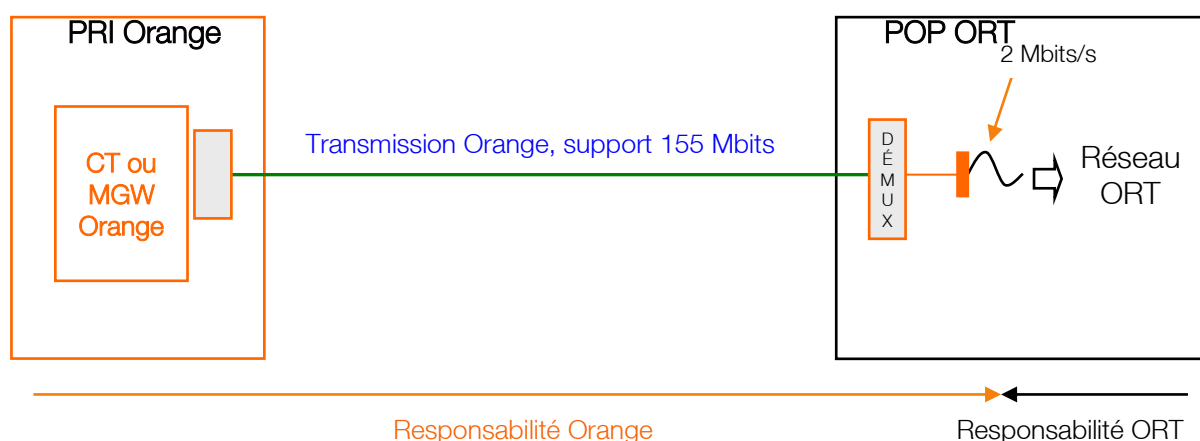 PRI Orange
POP ORT
2 Mbits/s
Transmission Orange, support 155 Mbits
CT ou
MGW
Orange
D
É
M
U
X
Réseau
ORT
Responsabilité Orange
Responsabilité ORT